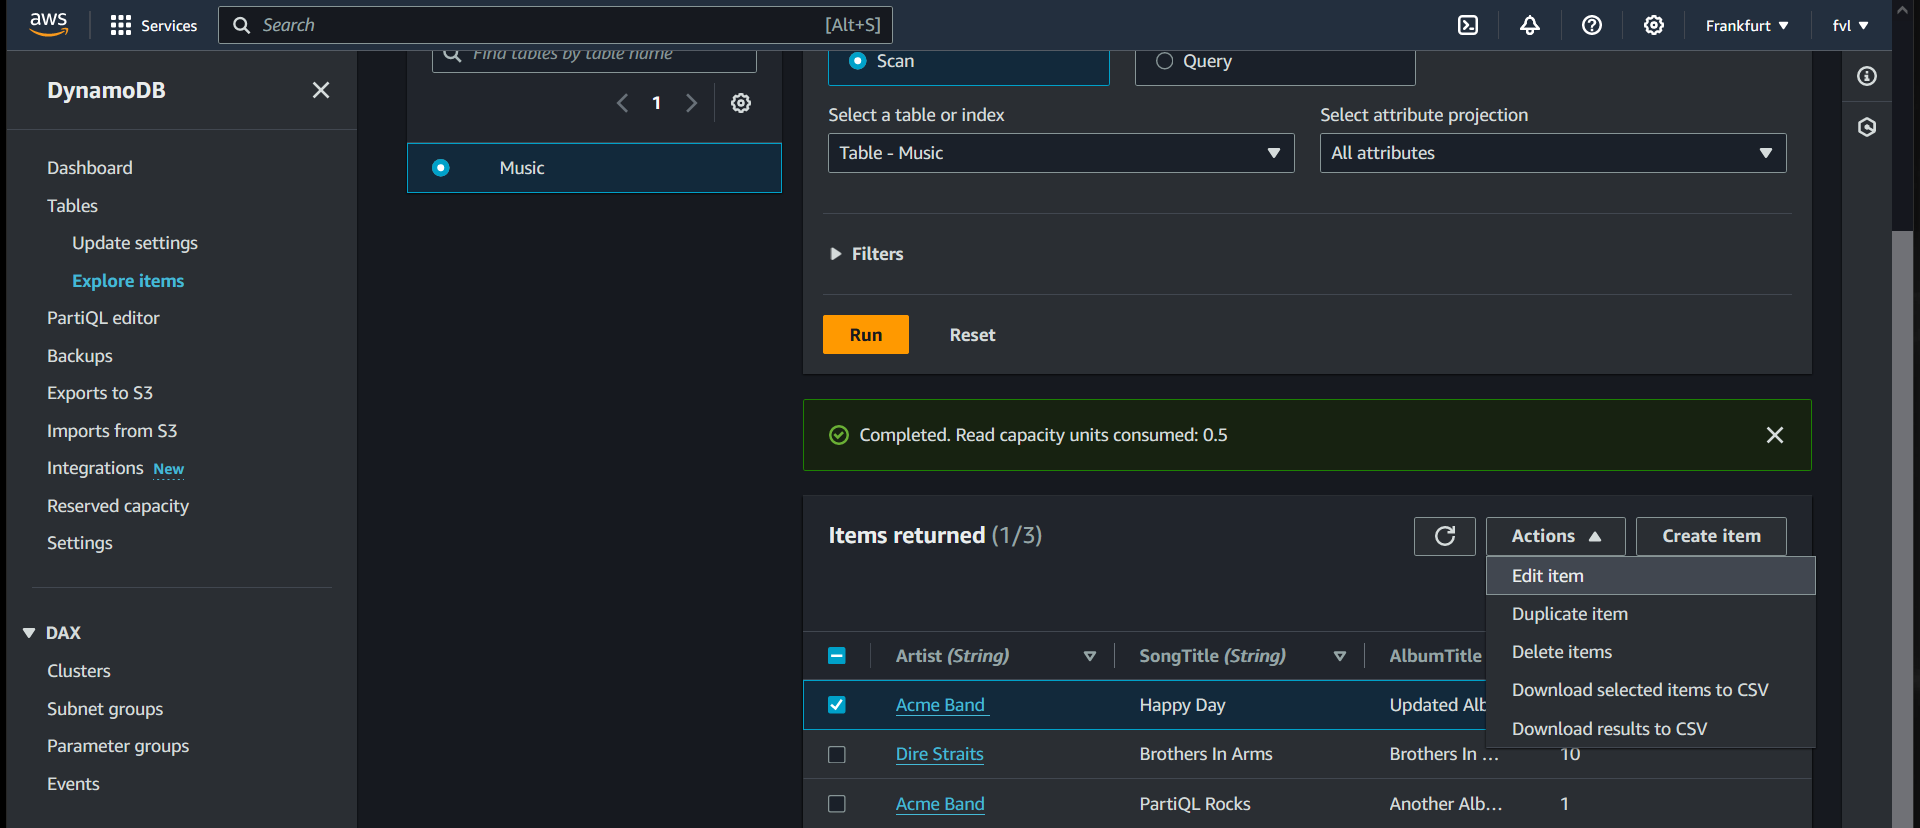 aws
Services
Search
[Alt+S]
Frankfurt
fvl
DynamoDB
Dashboard
Tables
Update settings
Explore items
PartiQL editor
Backups
Exports to S3
Imports from S3
Integrations New
Reserved capacity
Settings
DAX
Clusters
Subnet groups
Parameter groups
Events
Find tables by table name
1
Music
Scan
Query
Select a table or index
Select attribute projection
Table - Music
All attributes
Filters
Run
Reset
Completed. Read capacity units consumed: 0.5
Items returned (1/3)
Actions
Create item
Edit item
Duplicate item
Delete items
Download selected items to CSV
Download results to CSV
Artist (String)
SongTitle (String)
AlbumTitle
Acme Band
Happy Day
Updated Alb
Dire Straits
Brothers In Arms
Brothers In ...
10
Acme Band
PartiQL Rocks
Another Alb...
1